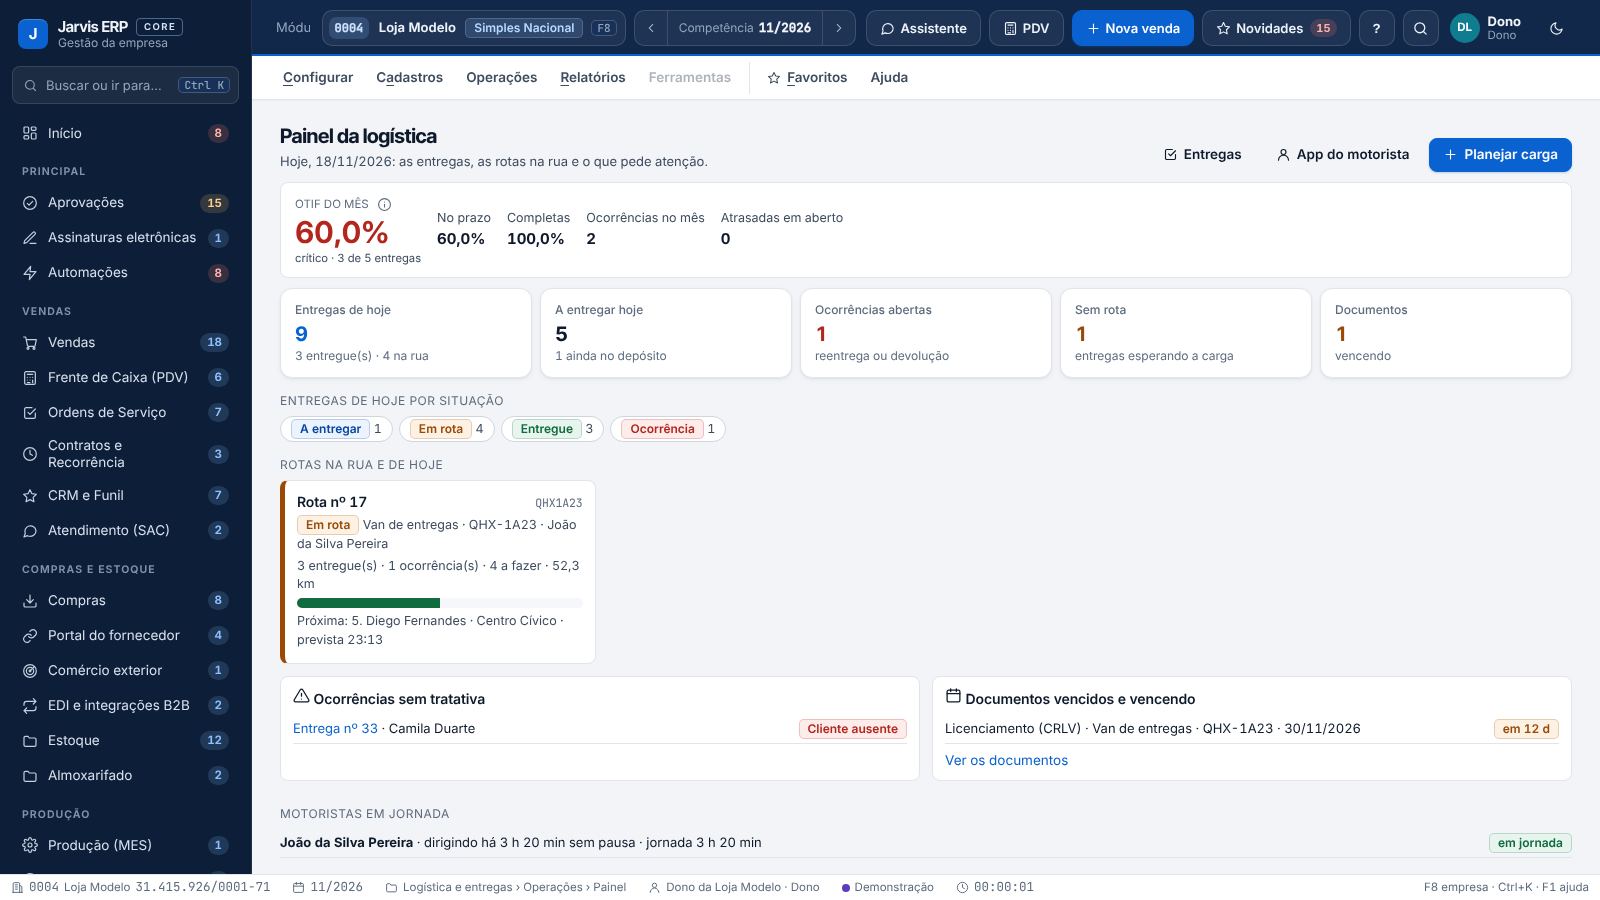 J
Jarvis ERP CORE
Gestão da empresa
Buscar ou ir para... Ctrl K
Início 8
PRINCIPAL
Aprovações 15
Assinaturas eletrônicas 1
Automações 8
VENDAS
Vendas 18
Frente de Caixa (PDV) 6
Ordens de Serviço 7
Contratos e
Recorrência 3
CRM e Funil 7
Atendimento (SAC) 2
COMPRAS E ESTOQUE
Compras 8
Portal do fornecedor 4
Comércio exterior 1
EDI e integrações B2B 2
Estoque 12
Almoxarifado 2
PRODUÇÃO
Produção (MES) 1
Módu 0004 Loja Modelo Simples Nacional F8 Competência 11/2026 Assistente PDV Nova venda Novidades 15 ? DL Dono
Dono
Configurar Cadastros Operações Relatórios Ferramentas Favoritos Ajuda
Painel da logística
Hoje, 18/11/2026: as entregas, as rotas na rua e o que pede atenção.
Entregas App do motorista Planejar carga
OTIF DO MÊS
60,0%
crítico · 3 de 5 entregas
No prazo Completas Ocorrências no mês Atrasadas em aberto
60,0% 100,0% 2 0
Entregas de hoje
9
3 entregue(s) · 4 na rua
A entregar hoje
5
1 ainda no depósito
Ocorrências abertas
1
reentrega ou devolução
Sem rota
1
entregas esperando a carga
Documentos
1
vencendo
ENTREGAS DE HOJE POR SITUAÇÃO
A entregar 1 Em rota 4 Entregue 3 Ocorrência 1
ROTAS NA RUA E DE HOJE
Rota nº 17 QHX1A23
Em rota Van de entregas · QHX-1A23 · João
da Silva Pereira
3 entregue(s) · 1 ocorrência(s) · 4 a fazer · 52,3
km
Próxima: 5. Diego Fernandes · Centro Cívico ·
prevista 23:13
Ocorrências sem tratativa
Entrega nº 33 · Camila Duarte Cliente ausente
Documentos vencidos e vencendo
Licenciamento (CRLV) · Van de entregas · QHX-1A23 · 30/11/2026 em 12 d
Ver os documentos
MOTORISTAS EM JORNADA
João da Silva Pereira · dirigindo há 3 h 20 min sem pausa · jornada 3 h 20 min em jornada
0004 Loja Modelo 31.415.926/0001-71 11/2026 Logística e entregas › Operações › Painel Dono da Loja Modelo · Dono Demonstração 00:00:01 F8 empresa · Ctrl+K · F1 ajuda